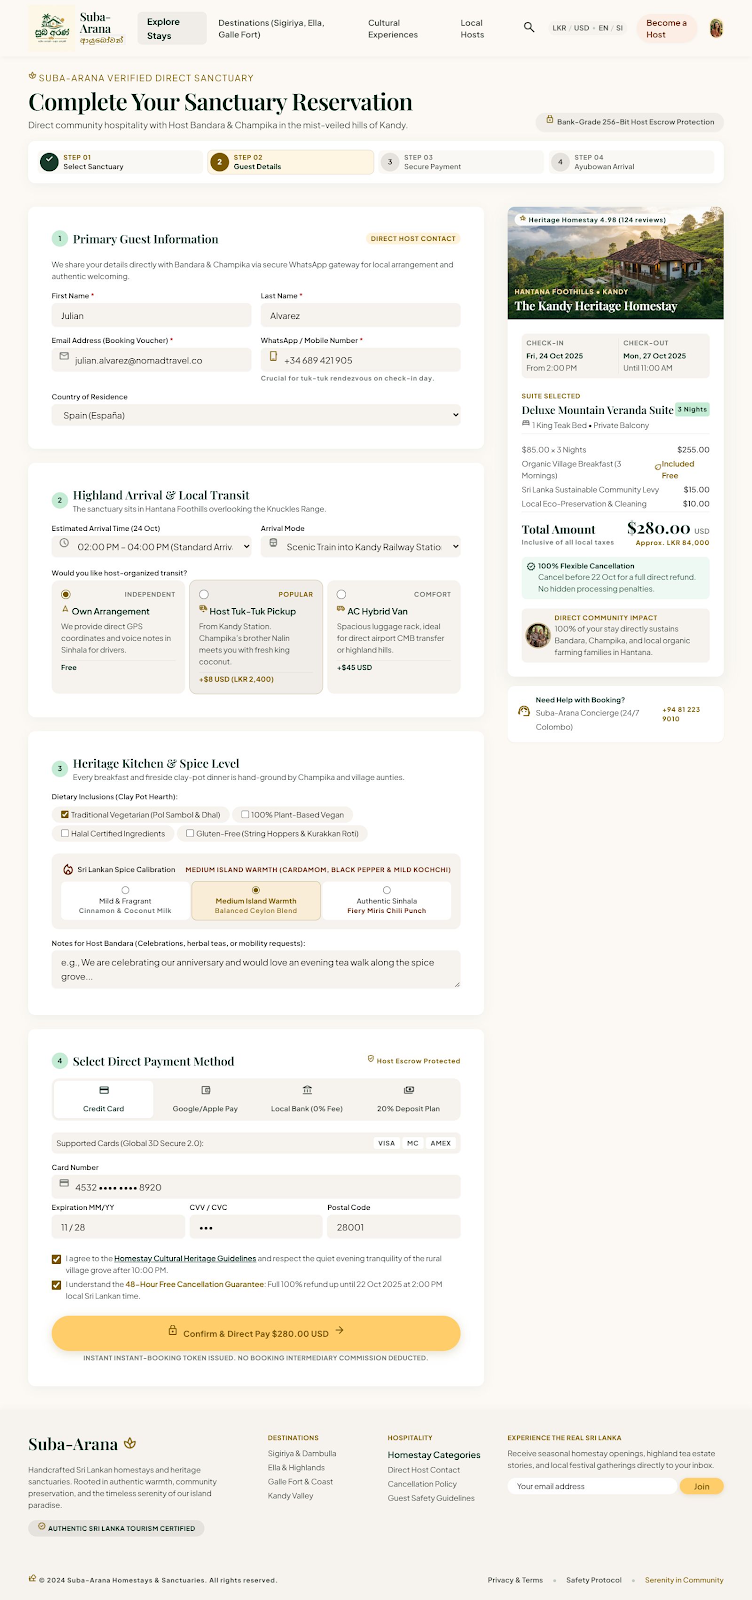 සුබ අරණ
Suba-
Arana
ආයුබෝවන්
Explore
Stays
Destinations (Sigiriya, Ella,
Galle Fort)
Cultural
Experiences
Local
Hosts
LKR / USD • EN / SI
Become a
Host
SUBA-ARANA VERIFIED DIRECT SANCTUARY
Complete Your Sanctuary Reservation
Direct community hospitality with Host Bandara & Champika in the mist-veiled hills of Kandy.
Bank-Grade 256-Bit Host Escrow Protection
STEP 01
Select Sanctuary
2
STEP 02
Guest Details
3
STEP 03
Secure Payment
4
STEP 04
Ayubowan Arrival
1 Primary Guest Information
DIRECT HOST CONTACT
We share your details directly with Bandara & Champika via secure WhatsApp gateway for local arrangement and
authentic welcoming.
First Name *
Julian
Last Name *
Alvarez
Email Address (Booking Voucher) *
julian.alvarez@nomadtravel.co
WhatsApp / Mobile Number *
+34 689 421 905
Crucial for tuk-tuk rendezvous on check-in day.
Country of Residence
Spain (España)
2 Highland Arrival & Local Transit
The sanctuary sits in Hantana Foothills overlooking the Knuckles Range.
Estimated Arrival Time (24 Oct)
02:00 PM – 04:00 PM (Standard Arriv
Arrival Mode
Scenic Train into Kandy Railway Statio
Would you like host-organized transit?
INDEPENDENT
Own Arrangement
We provide direct GPS
coordinates and voice notes in
Sinhala for drivers.
Free
POPULAR
Host Tuk-Tuk Pickup
From Kandy Station.
Champika's brother Nalin
meets you with fresh king
coconut.
+$8 USD (LKR 2,400)
COMFORT
AC Hybrid Van
Spacious luggage rack, ideal
for direct airport CMB transfer
or highland hills.
+$45 USD
3 Heritage Kitchen & Spice Level
Every breakfast and fireside clay-pot dinner is hand-ground by Champika and village aunties.
Dietary Inclusions (Clay Pot Hearth):
Traditional Vegetarian (Pol Sambol & Dhal)
100% Plant-Based Vegan
Halal Certified Ingredients
Gluten-Free (String Hoppers & Kurakkan Roti)
Sri Lankan Spice Calibration
MEDIUM ISLAND WARMTH (CARDAMOM, BLACK PEPPER & MILD KOCHCHI)
Mild & Fragrant
Cinnamon & Coconut Milk
Medium Island Warmth
Balanced Ceylon Blend
Authentic Sinhala
Fiery Miris Chili Punch
Notes for Host Bandara (Celebrations, herbal teas, or mobility requests):
e.g., We are celebrating our anniversary and would love an evening tea walk along the spice
grove...
4 Select Direct Payment Method
Host Escrow Protected
Credit Card
Google/Apple Pay
Local Bank (0% Fee)
20% Deposit Plan
Supported Cards (Global 3D Secure 2.0):
VISA MC AMEX
Card Number
4532 •••• •••• 8920
Expiration MM/YY
11 / 28
CVV / CVC
•••
Postal Code
28001
I agree to the Homestay Cultural Heritage Guidelines and respect the quiet evening tranquility of the rural
village grove after 10:00 PM.
I understand the 48-Hour Free Cancellation Guarantee: Full 100% refund up until 22 Oct 2025 at 2:00 PM
local Sri Lankan time.
Confirm & Direct Pay $280.00 USD →
INSTANT INSTANT-BOOKING TOKEN ISSUED. NO BOOKING INTERMEDIARY COMMISSION DEDUCTED.
Heritage Homestay 4.98 (124 reviews)
HANTANA FOOTHILLS • KANDY
The Kandy Heritage Homestay
CHECK-IN
Fri, 24 Oct 2025
From 2:00 PM
CHECK-OUT
Mon, 27 Oct 2025
Until 11:00 AM
SUITE SELECTED
Deluxe Mountain Veranda Suite
3 Nights
1 King Teak Bed • Private Balcony
$85.00 x 3 Nights
$255.00
Organic Village Breakfast (3
Mornings)
Included
Free
Sri Lanka Sustainable Community Levy
$15.00
Local Eco-Preservation & Cleaning
$10.00
Total Amount
$280.00 USD
Inclusive of all local taxes
Approx. LKR 84,000
100% Flexible Cancellation
Cancel before 22 Oct for a full direct refund.
No hidden processing penalties.
DIRECT COMMUNITY IMPACT
100% of your stay directly sustains
Bandara, Champika, and local organic
farming families in Hantana.
Need Help with Booking?
Suba-Arana Concierge (24/7
Colombo)
+94 81 223
9010
Suba-Arana
Handcrafted Sri Lankan homestays and heritage
sanctuaries. Rooted in authentic warmth, community
preservation, and the timeless serenity of our island
paradise.
AUTHENTIC SRI LANKA TOURISM CERTIFIED
DESTINATIONS
Sigiriya & Dambulla
Ella & Highlands
Galle Fort & Coast
Kandy Valley
HOSPITALITY
Homestay Categories
Direct Host Contact
Cancellation Policy
Guest Safety Guidelines
EXPERIENCE THE REAL SRI LANKA
Receive seasonal homestay openings, highland tea estate
stories, and local festival gatherings directly to your inbox.
Your email address
Join
© 2024 Suba-Arana Homestays & Sanctuaries. All rights reserved.
Privacy & Terms • Safety Protocol • Serenity in Community